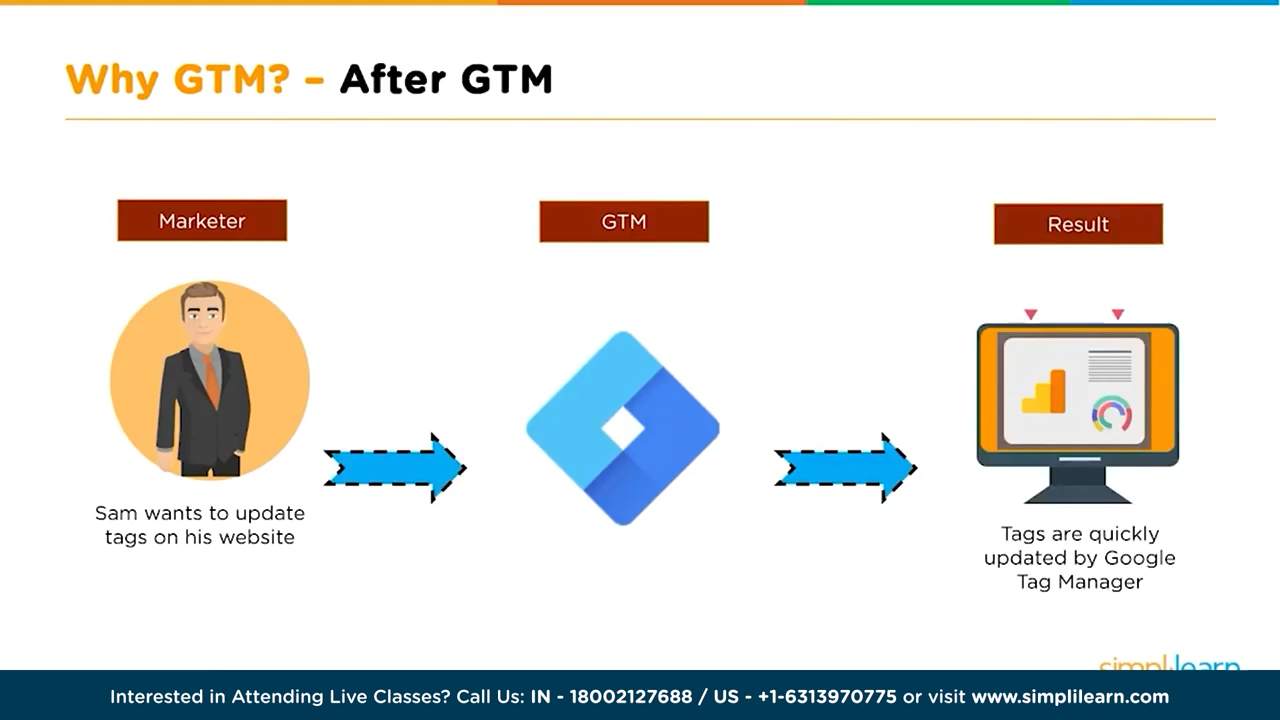 Why GTM? – After GTM
Marketer
GTM
Result
Sam wants to update
tags on his website
Tags are quickly
updated by Google
Tag Manager
simplilearn
Interested in Attending Live Classes? Call Us: IN - 18002127688 / US - +1-6313970775 or visit www.simplilearn.com